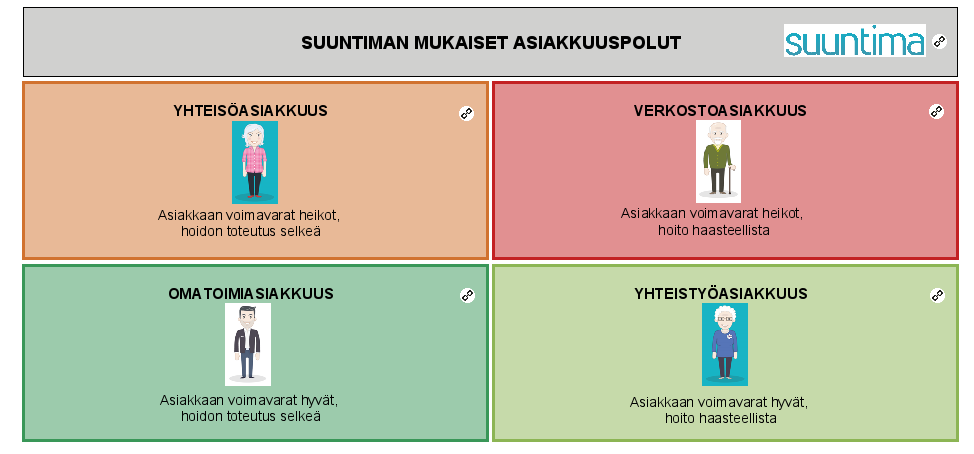 SUUNTIMAN MUKAISET ASIAKKUUSPOLUT
suuntima
YHTEISÖASIAKKUUS
Asiakkaan voimavarat heikot,
hoidon toteutus selkeä
VERKOSTOASIAKKUUS
Asiakkaan voimavarat heikot,
hoito haasteellista
OMATOIMIASIAKKUUS
Asiakkaan voimavarat hyvät,
hoidon toteutus selkeä
YHTEISTYÖASIAKKUUS
Asiakkaan voimavarat hyvät,
hoito haasteellista